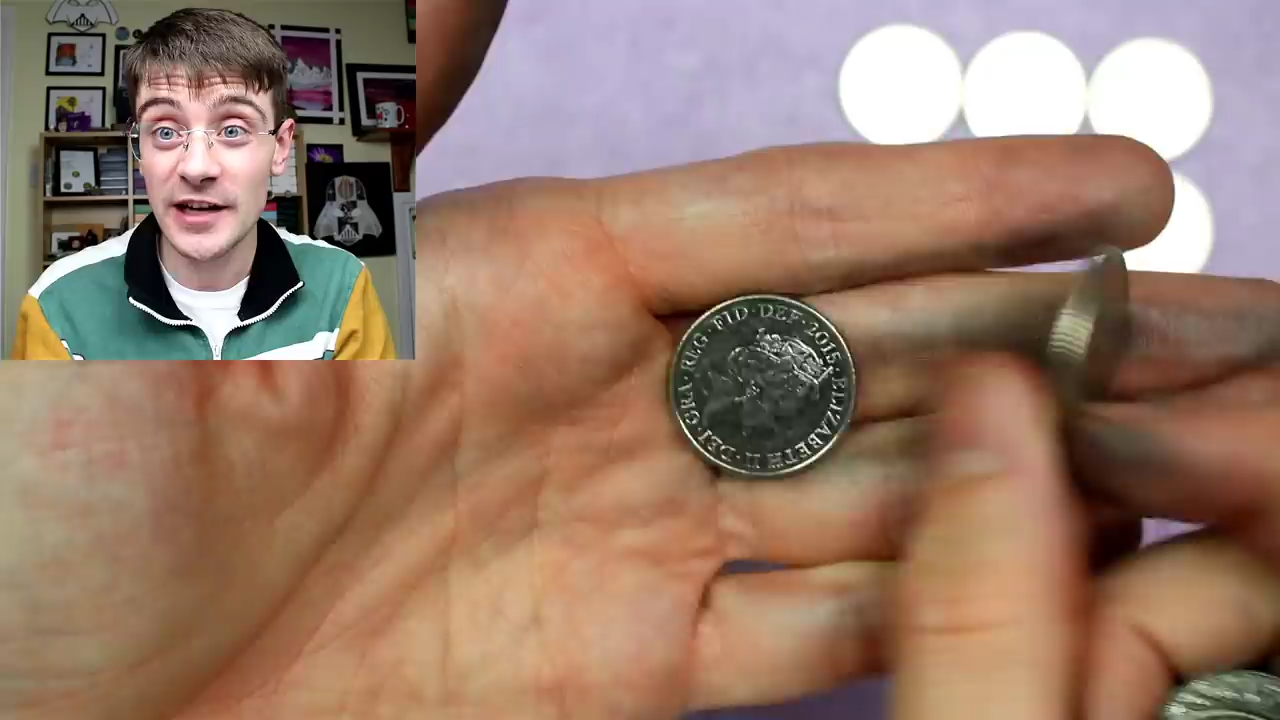 ELIZABETH II · DEI · GRA · REG · FID · DEF · 2015 ·